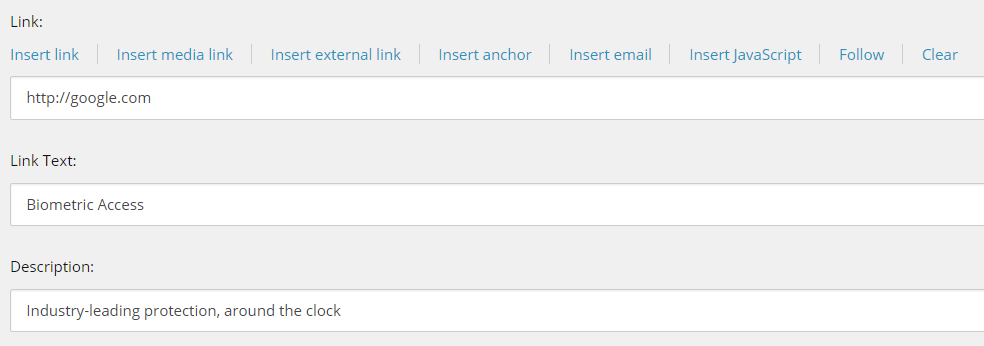 Link:
Insert link Insert media link Insert external link Insert anchor Insert email Insert JavaScript Follow Clear
http://google.com
Link Text:
Biometric Access
Description:
Industry-leading protection, around the clock